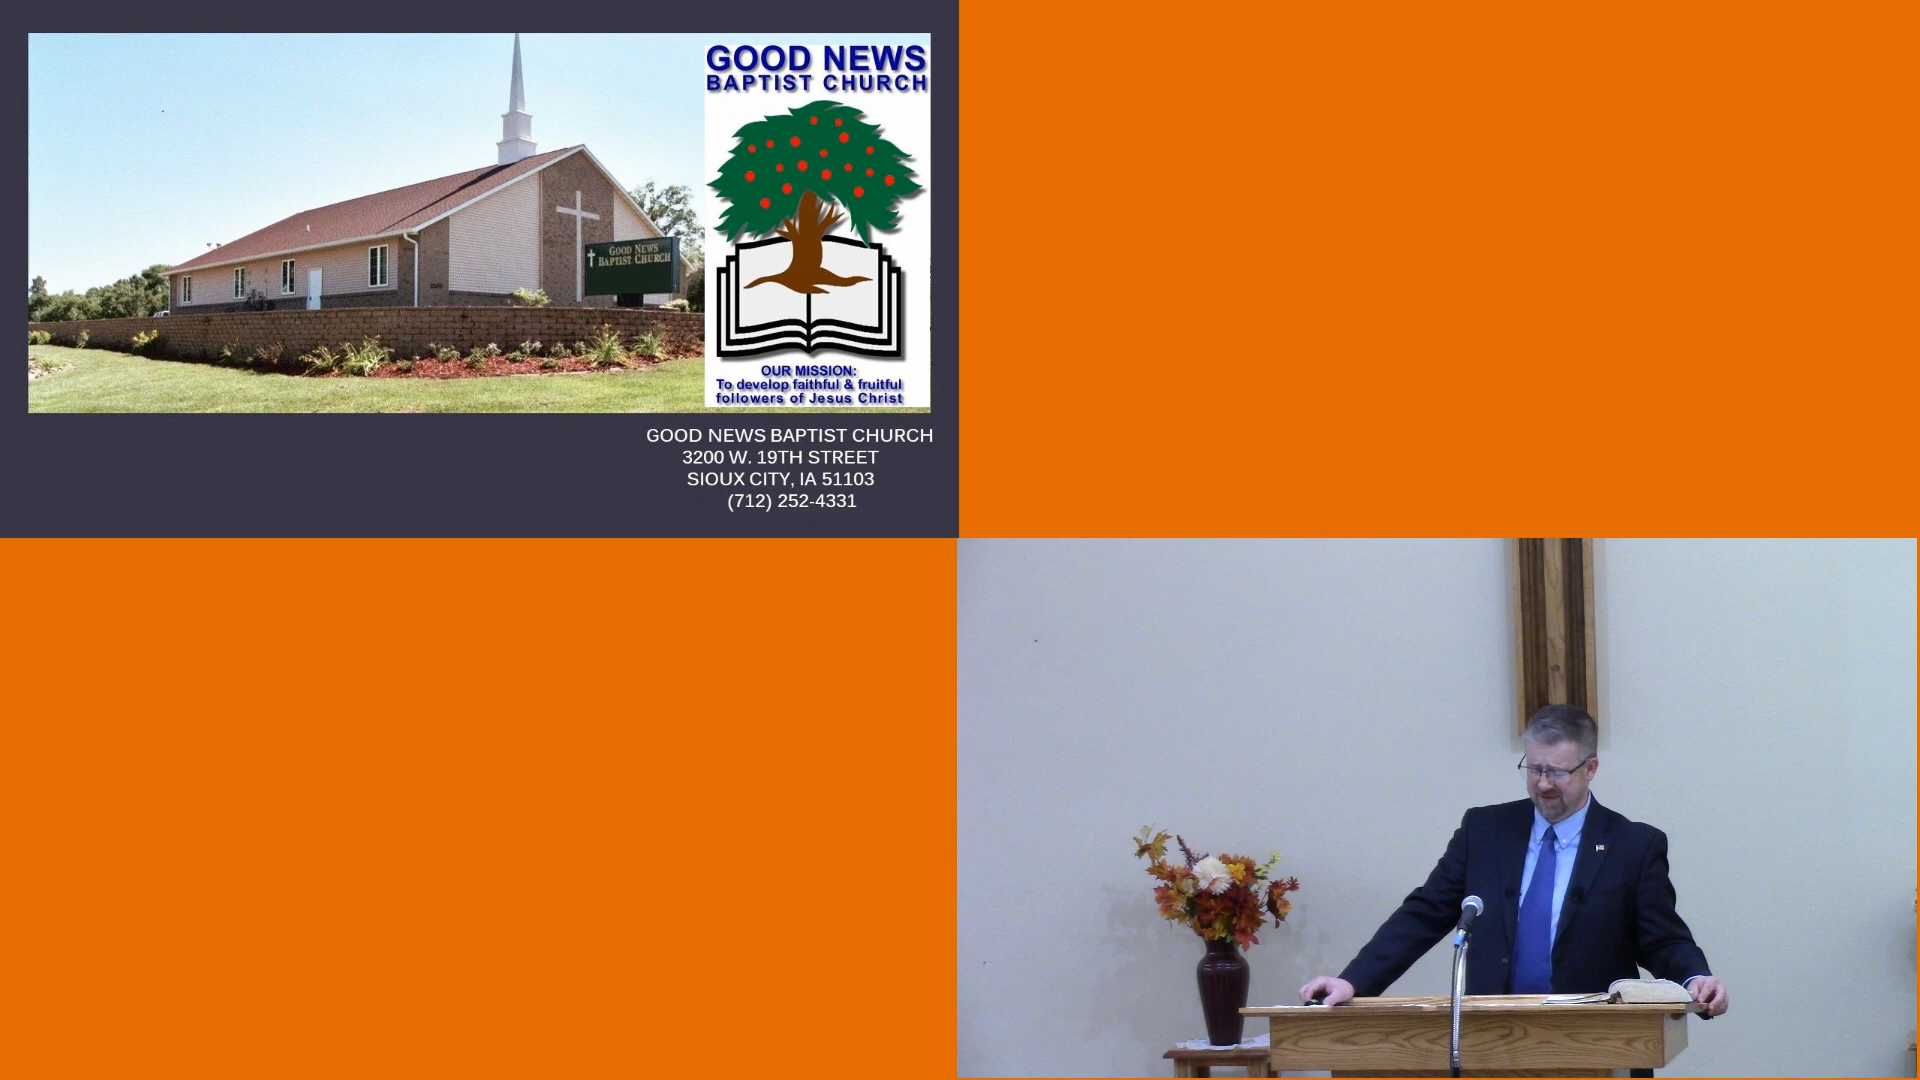 GOOD NEWS
BAPTIST CHURCH
GOOD NEWS
BAPTIST CHURCH
OUR MISSION:
To develop faithful & fruitful
followers of Jesus Christ
GOOD NEWS BAPTIST CHURCH
3200 W. 19TH STREET
SIOUX CITY, IA 51103
(712) 252-4331